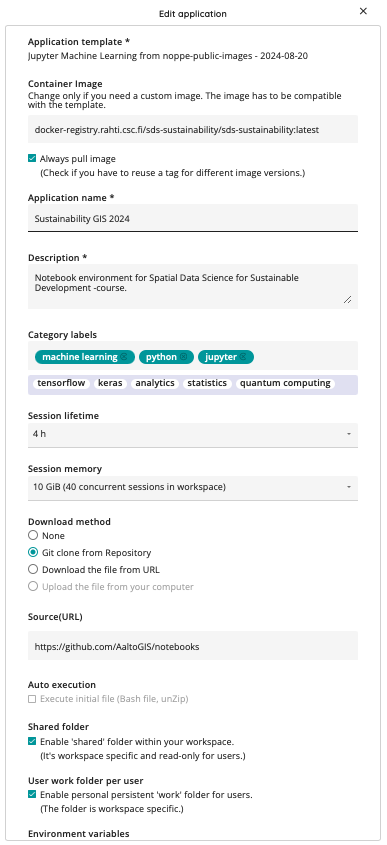 Edit application
Application template *
Jupyter Machine Learning from noppe-public-images - 2024-08-20
Container Image
Change only if you need a custom image. The image has to be compatible
with the template.
docker-registry.rahti.csc.fi/sds-sustainability/sds-sustainability:latest
Always pull image
(Check if you have to reuse a tag for different image versions.)
Application name *
Sustainability GIS 2024
Description *
Notebook environment for Spatial Data Science for Sustainable
Development -course.
Category labels
machine learning python jupyter
tensorflow keras analytics statistics quantum computing
Session lifetime
4 h
Session memory
10 GiB (40 concurrent sessions in workspace)
Download method
None
Git clone from Repository
Download the file from URL
Upload the file from your computer
Source(URL)
https://github.com/AaltoGIS/notebooks
Auto execution
Execute initial file (Bash file, unZip)
Shared folder
Enable 'shared' folder within your workspace.
(It's workspace specific and read-only for users.)
User work folder per user
Enable personal persistent 'work' folder for users.
(The folder is workspace specific.)
Environment variables